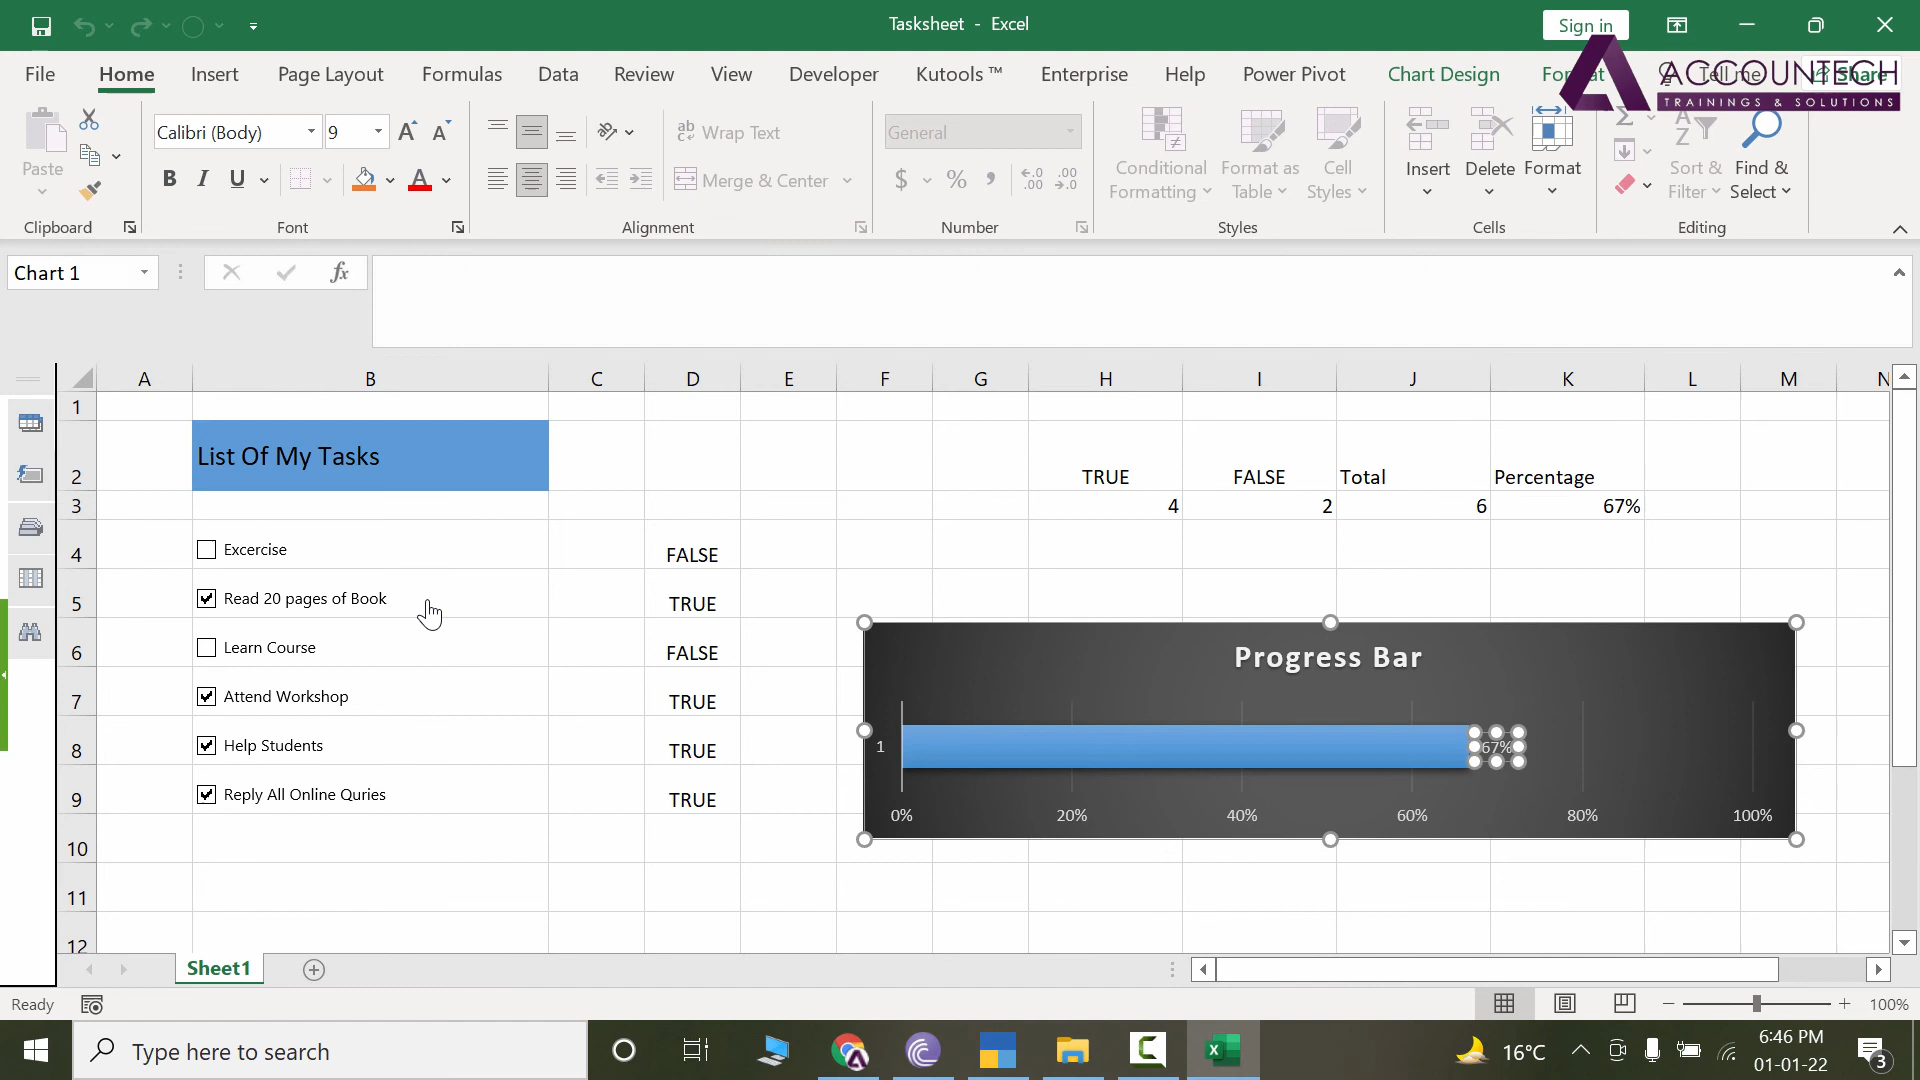 Tasksheet - Excel
Sign in
ACCOUNTECH
TRAININGS & SOLUTIONS
File Home Insert Page Layout Formulas Data Review View Developer Kutools ™ Enterprise Help Power Pivot Chart Design Format Tell me Share
Calibri (Body) 9
Wrap Text
General
Paste
B I U
Merge & Center
$ % ,
Conditional Formatting
Format as Table
Cell Styles
Insert
Delete
Format
Sort & Filter
Find & Select
Clipboard Font Alignment Number Styles Cells Editing
Chart 1
fx
A B C D E F G H I J K L M N
1
2 List Of My Tasks TRUE FALSE Total Percentage
3 4 2 6 67%
4 Excercise FALSE
5 Read 20 pages of Book TRUE
6 Learn Course FALSE
7 Attend Workshop TRUE
8 Help Students TRUE
9 Reply All Online Quries TRUE
10
11
12
Progress Bar
1
67%
0% 20% 40% 60% 80% 100%
Sheet1
Ready
100%
Type here to search
16°C
6:46 PM
01-01-22
3